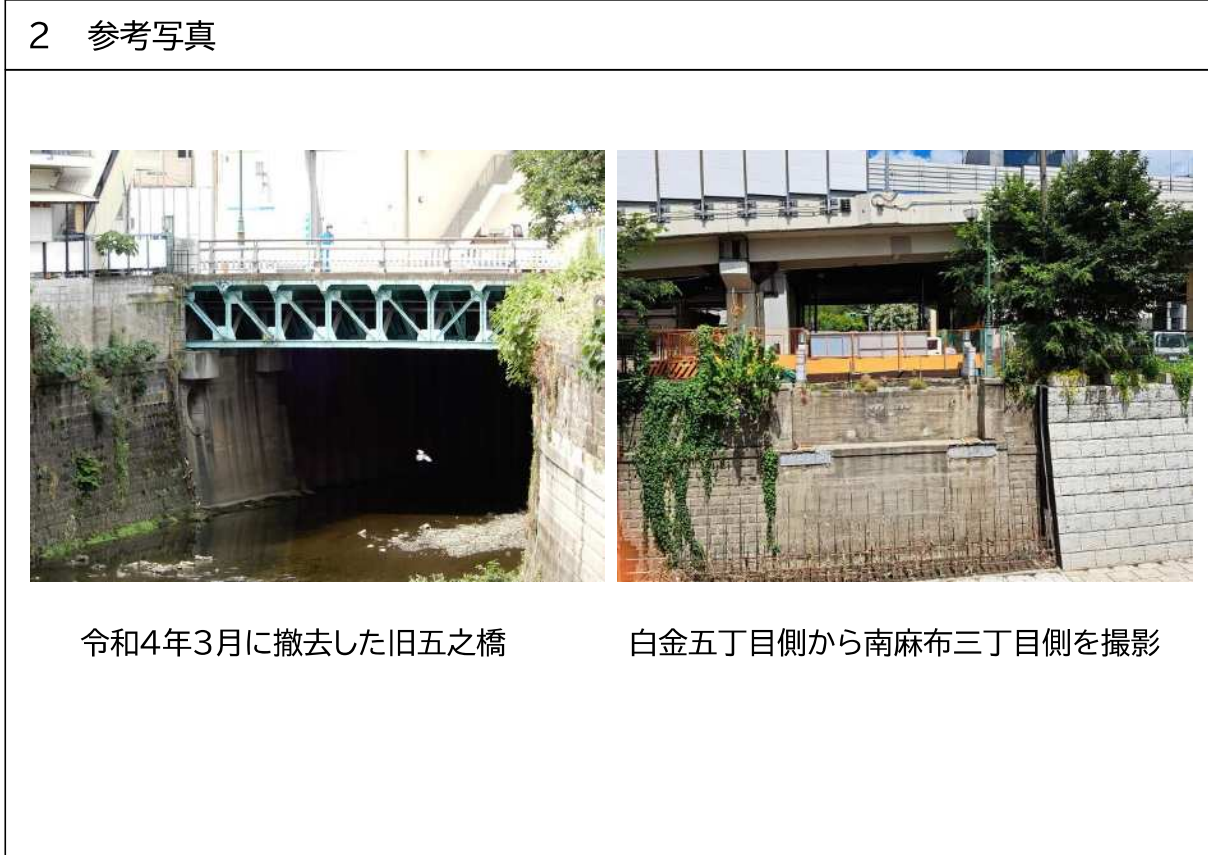 2 参考写真
令和4年3月に撤去した旧五之橋
白金五丁目側から南麻布三丁目側を撮影